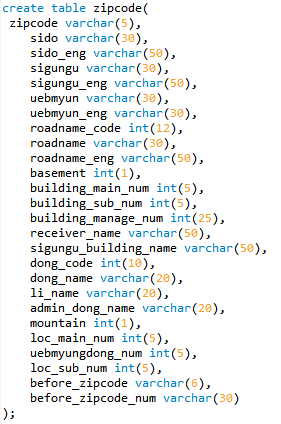 create table zipcode(
zipcode varchar(5),
sido varchar(30),
sido_eng varchar(50),
sigungu varchar(30),
sigungu_eng varchar(50),
uebmyun varchar(30),
uebmyun_eng varchar(30),
roadname_code int(12),
roadname varchar(30),
roadname_eng varchar(50),
basement int(1),
building_main_num int(5),
building_sub_num int(5),
building_manage_num int(25),
receiver_name varchar(50),
sigungu_building_name varchar(50),
dong_code int(10),
dong_name varchar(20),
li_name varchar(20),
admin_dong_name varchar(20),
mountain int(1),
loc_main_num int(5),
uebmyungdong_num int(5),
loc_sub_num int(5),
before_zipcode varchar(6),
before_zipcode_num varchar(30)
);